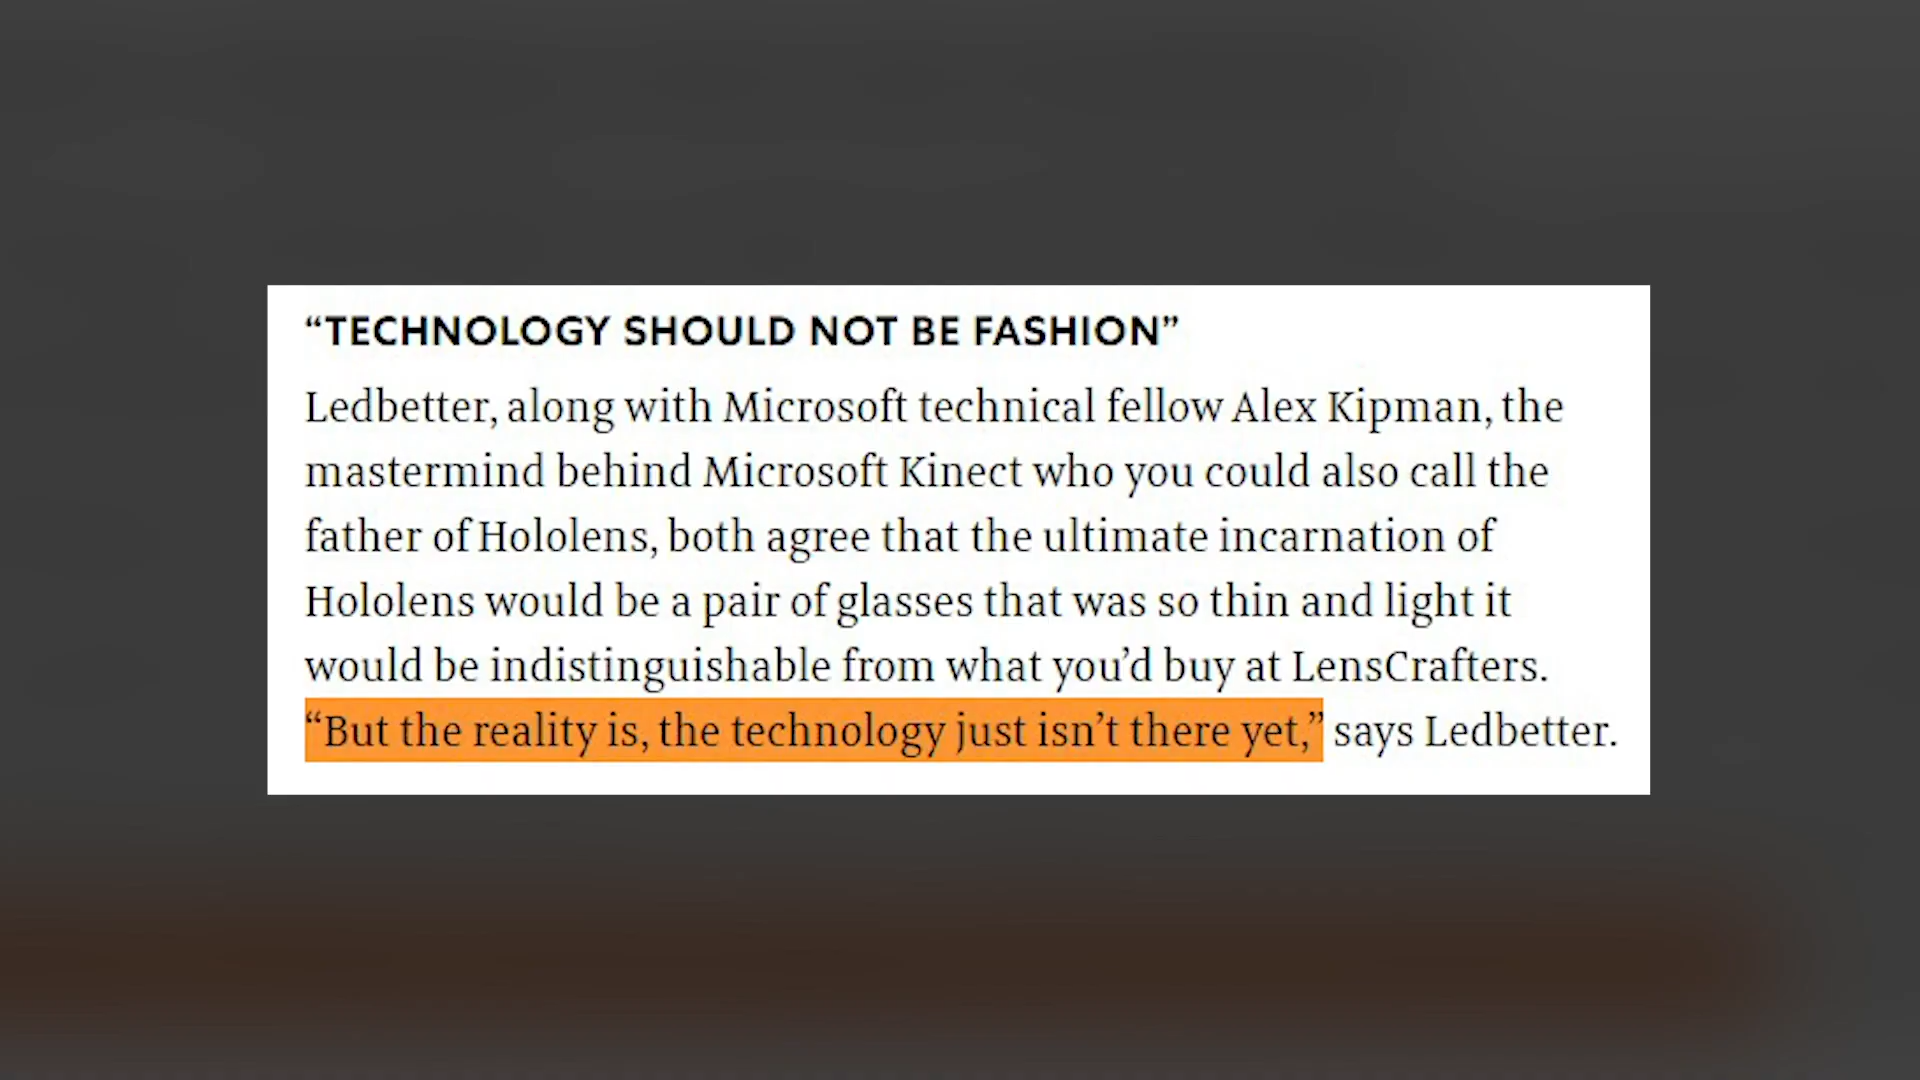 “TECHNOLOGY SHOULD NOT BE FASHION”
Ledbetter, along with Microsoft technical fellow Alex Kipman, the
mastermind behind Microsoft Kinect who you could also call the
father of Hololens, both agree that the ultimate incarnation of
Hololens would be a pair of glasses that was so thin and light it
would be indistinguishable from what you’d buy at LensCrafters.
“But the reality is, the technology just isn’t there yet,” says Ledbetter.